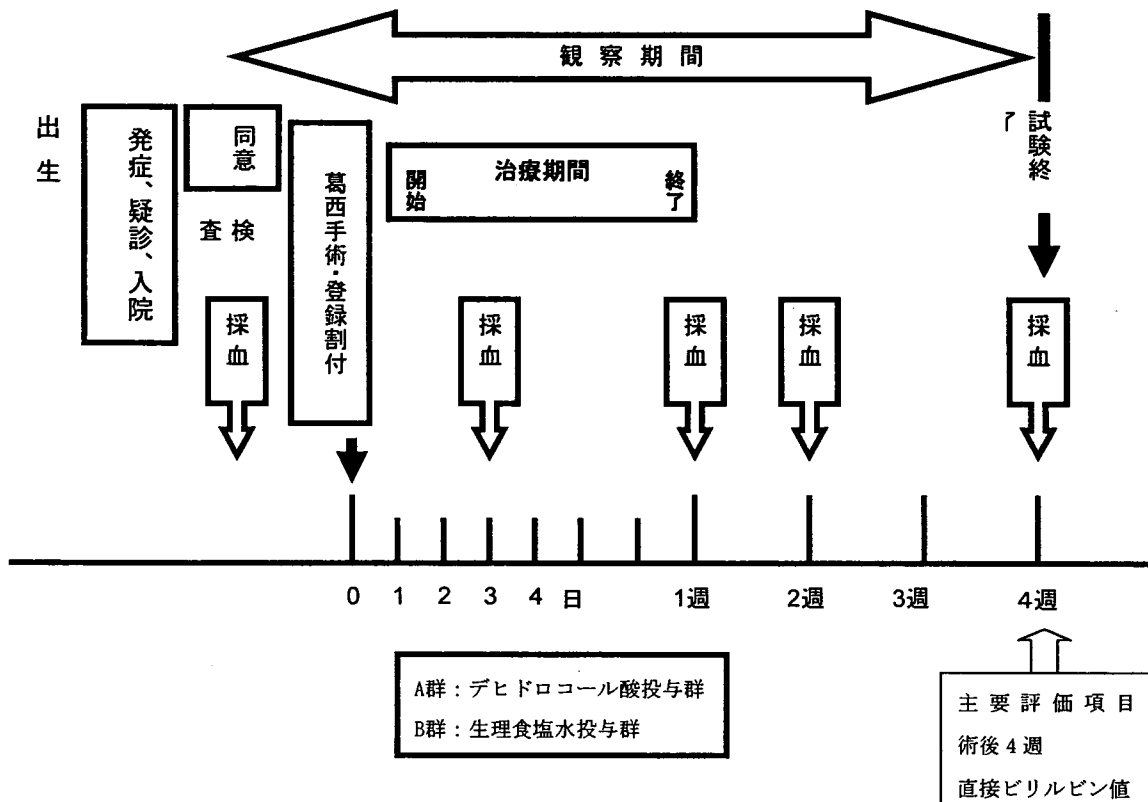 観察期間
出生
発症、疑診、入院
同意
査検
葛西手術・登録割付
治療期間
開始
終了
試験終
了
採血
採血
採血
採血
採血
0 1 2 3 4 日 1週 2週 3週 4週
A群：デヒドロコール酸投与群
B群：生理食塩水投与群
主要評価項目
術後4週
直接ビリルビン値